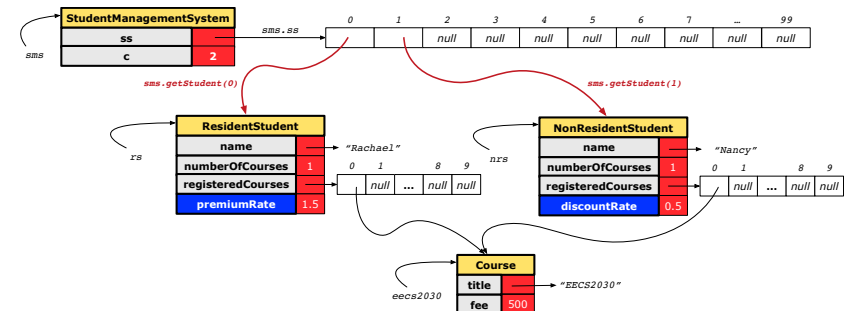 StudentManagementSystem
0 1 2 3 4 5 6 7 … 99
ss
sms.ss
null null null null null null null null
sms
c 2
sms.getStudent(0)
sms.getStudent(1)
ResidentStudent
name
"Rachael"
rs
numberOfCourses 1
0 1 8 9
registeredCourses
null … null null
premiumRate 1.5
NonResidentStudent
name
"Nancy"
nrs
numberOfCourses 1
0 1 8 9
registeredCourses
null … null null
discountRate 0.5
Course
title
"EECS2030"
eecs2030
fee 500